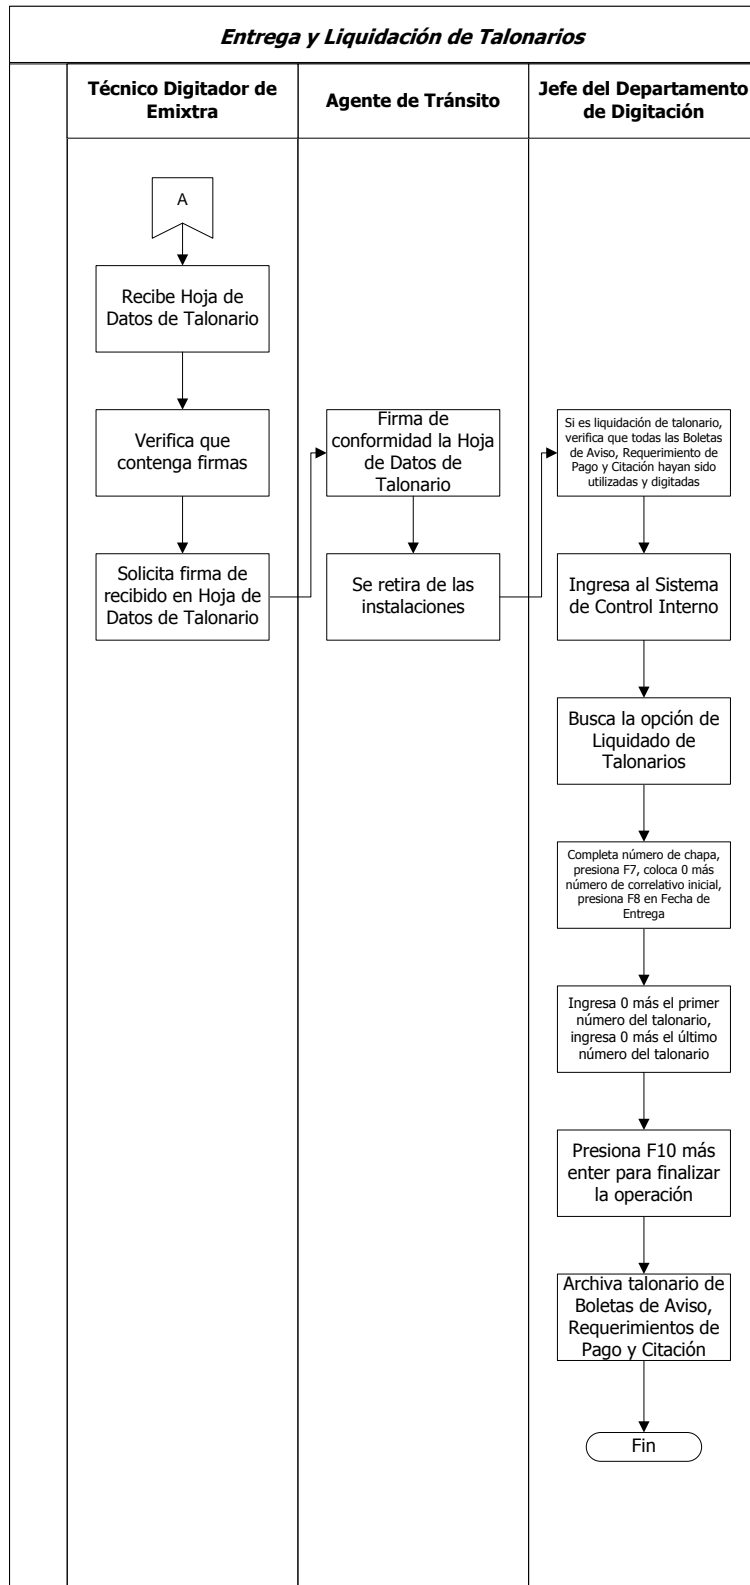 Entrega y Liquidación de Talonarios
Técnico Digitador de
Emixtra
Agente de Tránsito
Jefe del Departamento
de Digitación
A
Recibe Hoja de
Datos de Talonario
Verifica que
contenga firmas
Solicita firma de
recibido en Hoja de
Datos de Talonario
Firma de
conformidad la Hoja
de Datos de
Talonario
Se retira de las
instalaciones
Si es liquidación de talonario,
verifica que todas las Boletas
de Aviso, Requerimiento de
Pago y Citación hayan sido
utilizadas y digitadas
Ingresa al Sistema
de Control Interno
Busca la opción de
Liquidado de
Talonarios
Completa número de chapa,
presiona F7, coloca 0 más
número de correlativo inicial,
presiona F8 en Fecha de
Entrega
Ingresa 0 más el primer
número del talonario,
ingresa 0 más el último
número del talonario
Presiona F10 más
enter para finalizar
la operación
Archiva talonario de
Boletas de Aviso,
Requerimientos de
Pago y Citación
Fin